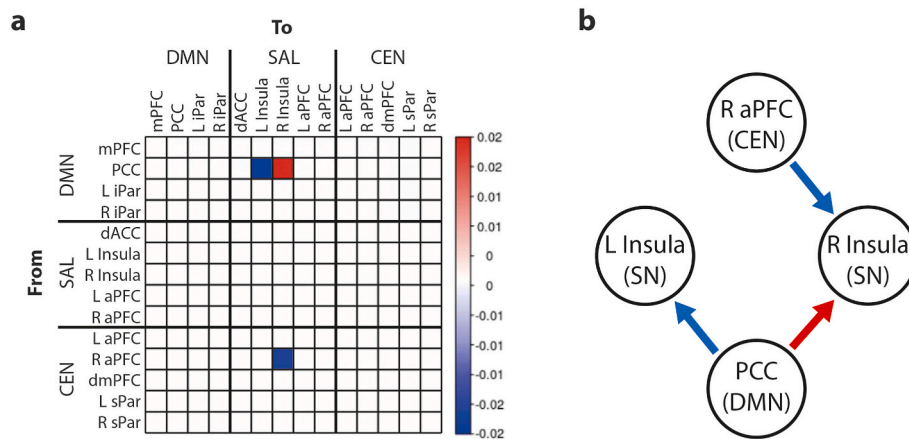 a
To
DMN SAL CEN
mPFC PCC L iPar R iPar dACC L Insula R Insula L aPFC R aPFC L aPFC R aPFC dmPFC L sPar R sPar
From
DMN
mPFC
PCC
L iPar
R iPar
SAL
dACC
L Insula
R Insula
L aPFC
R aPFC
CEN
L aPFC
R aPFC
dmPFC
L sPar
R sPar
0.02
0.02
0.01
0.01
0
0
-0.01
-0.01
-0.02
-0.02
b
R aPFC
(CEN)
L Insula
(SN)
R Insula
(SN)
PCC
(DMN)